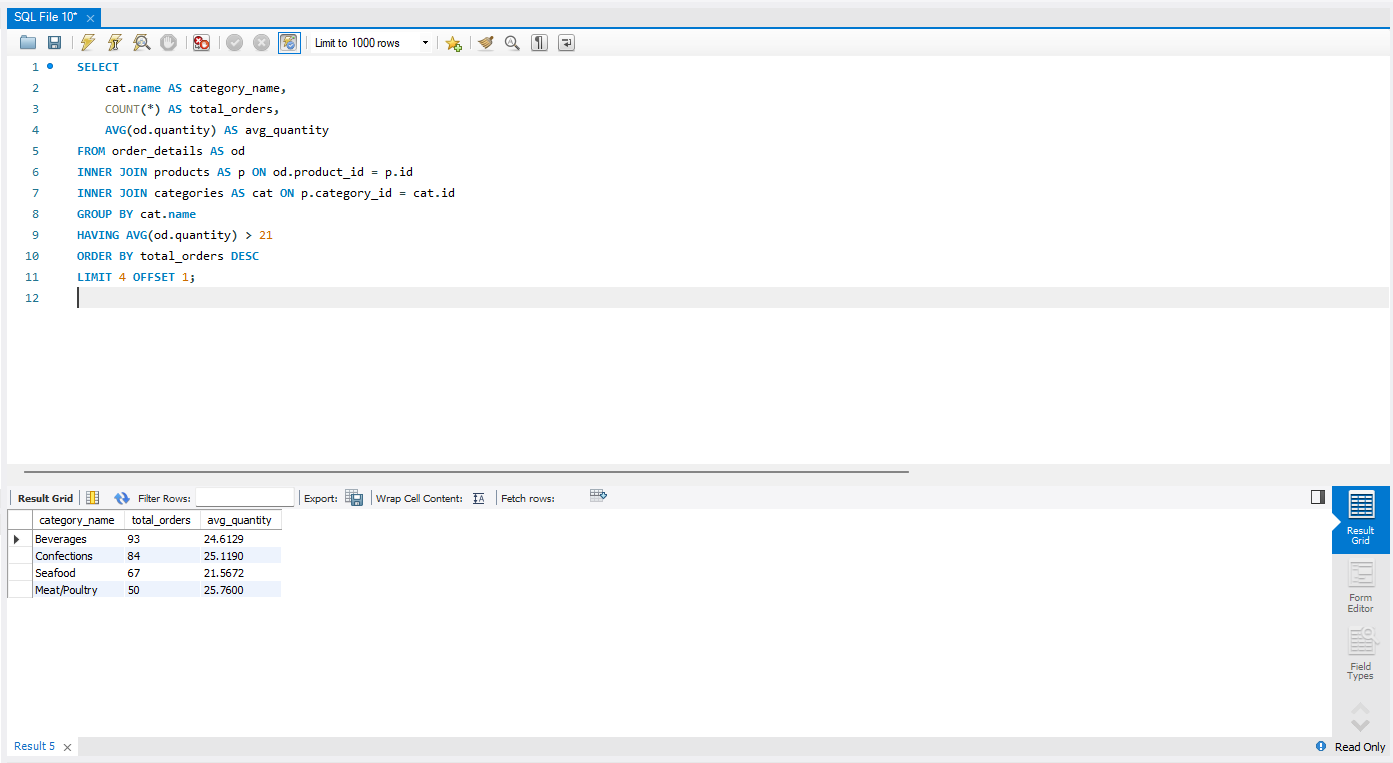 SQL File 10*
Limit to 1000 rows
1 SELECT
2 cat.name AS category_name,
3 COUNT(*) AS total_orders,
4 AVG(od.quantity) AS avg_quantity
5 FROM order_details AS od
6 INNER JOIN products AS p ON od.product_id = p.id
7 INNER JOIN categories AS cat ON p.category_id = cat.id
8 GROUP BY cat.name
9 HAVING AVG(od.quantity) > 21
10 ORDER BY total_orders DESC
11 LIMIT 4 OFFSET 1;
12
Result Grid Filter Rows: Export: Wrap Cell Content: Fetch rows:
category_name total_orders avg_quantity
Beverages 93 24.6129
Confections 84 25.1190
Seafood 67 21.5672
Meat/Poultry 50 25.7600
Result
Grid
Form
Editor
Field
Types
Result 5
Read Only